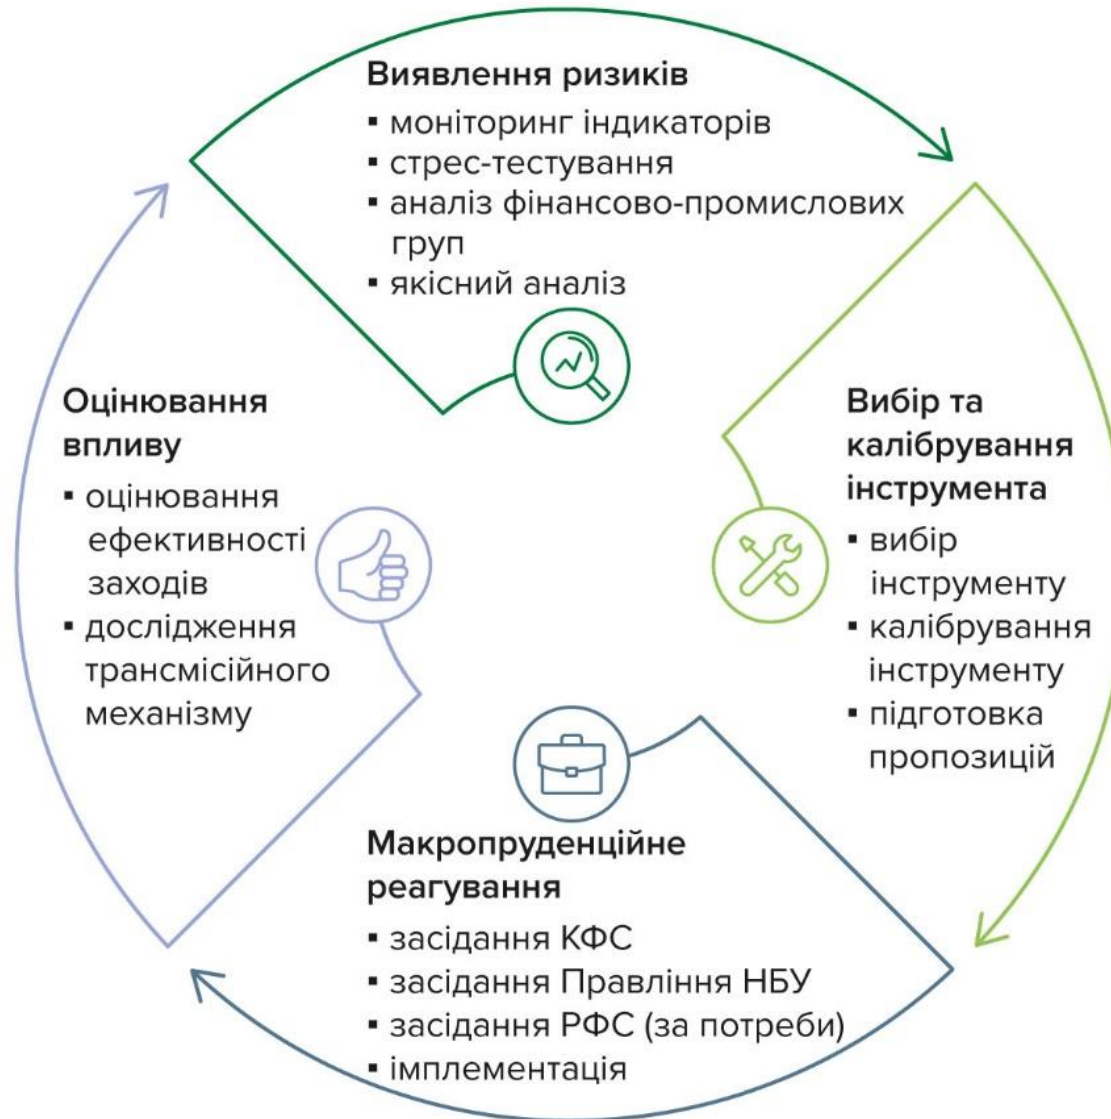 Виявлення ризиків
▪ моніторинг індикаторів
▪ стрес-тестування
▪ аналіз фінансово-промислових
груп
▪ якісний аналіз
Вибір та
калібрування
інструмента
▪ вибір
інструменту
▪ калібрування
інструменту
▪ підготовка
пропозицій
Макропруденційне
реагування
▪ засідання КФС
▪ засідання Правління НБУ
▪ засідання РФС (за потреби)
▪ імплементація
Оцінювання
впливу
▪ оцінювання
ефективності
заходів
▪ дослідження
трансмісійного
механізму